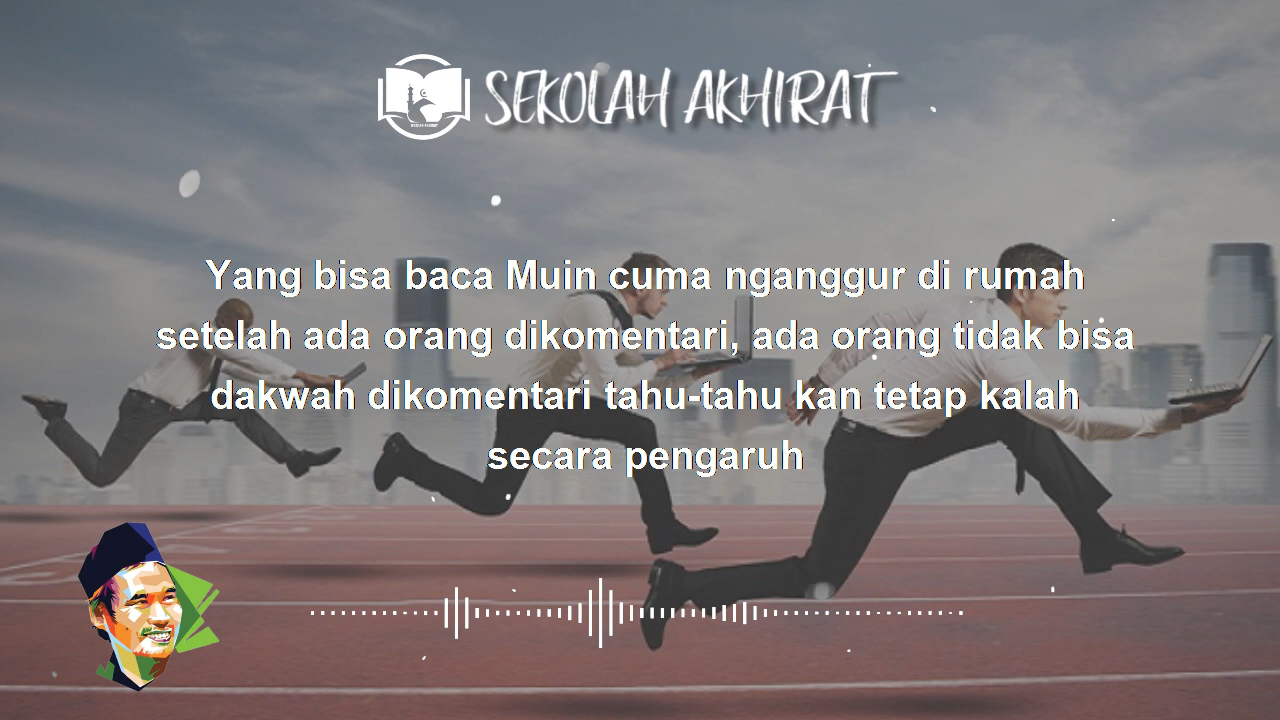 SEKOLAH AKHIRAT
Yang bisa baca Muin cuma nganggur di rumah
setelah ada orang dikomentari, ada orang tidak bisa
dakwah dikomentari tahu-tahu kan tetap kalah
secara pengaruh